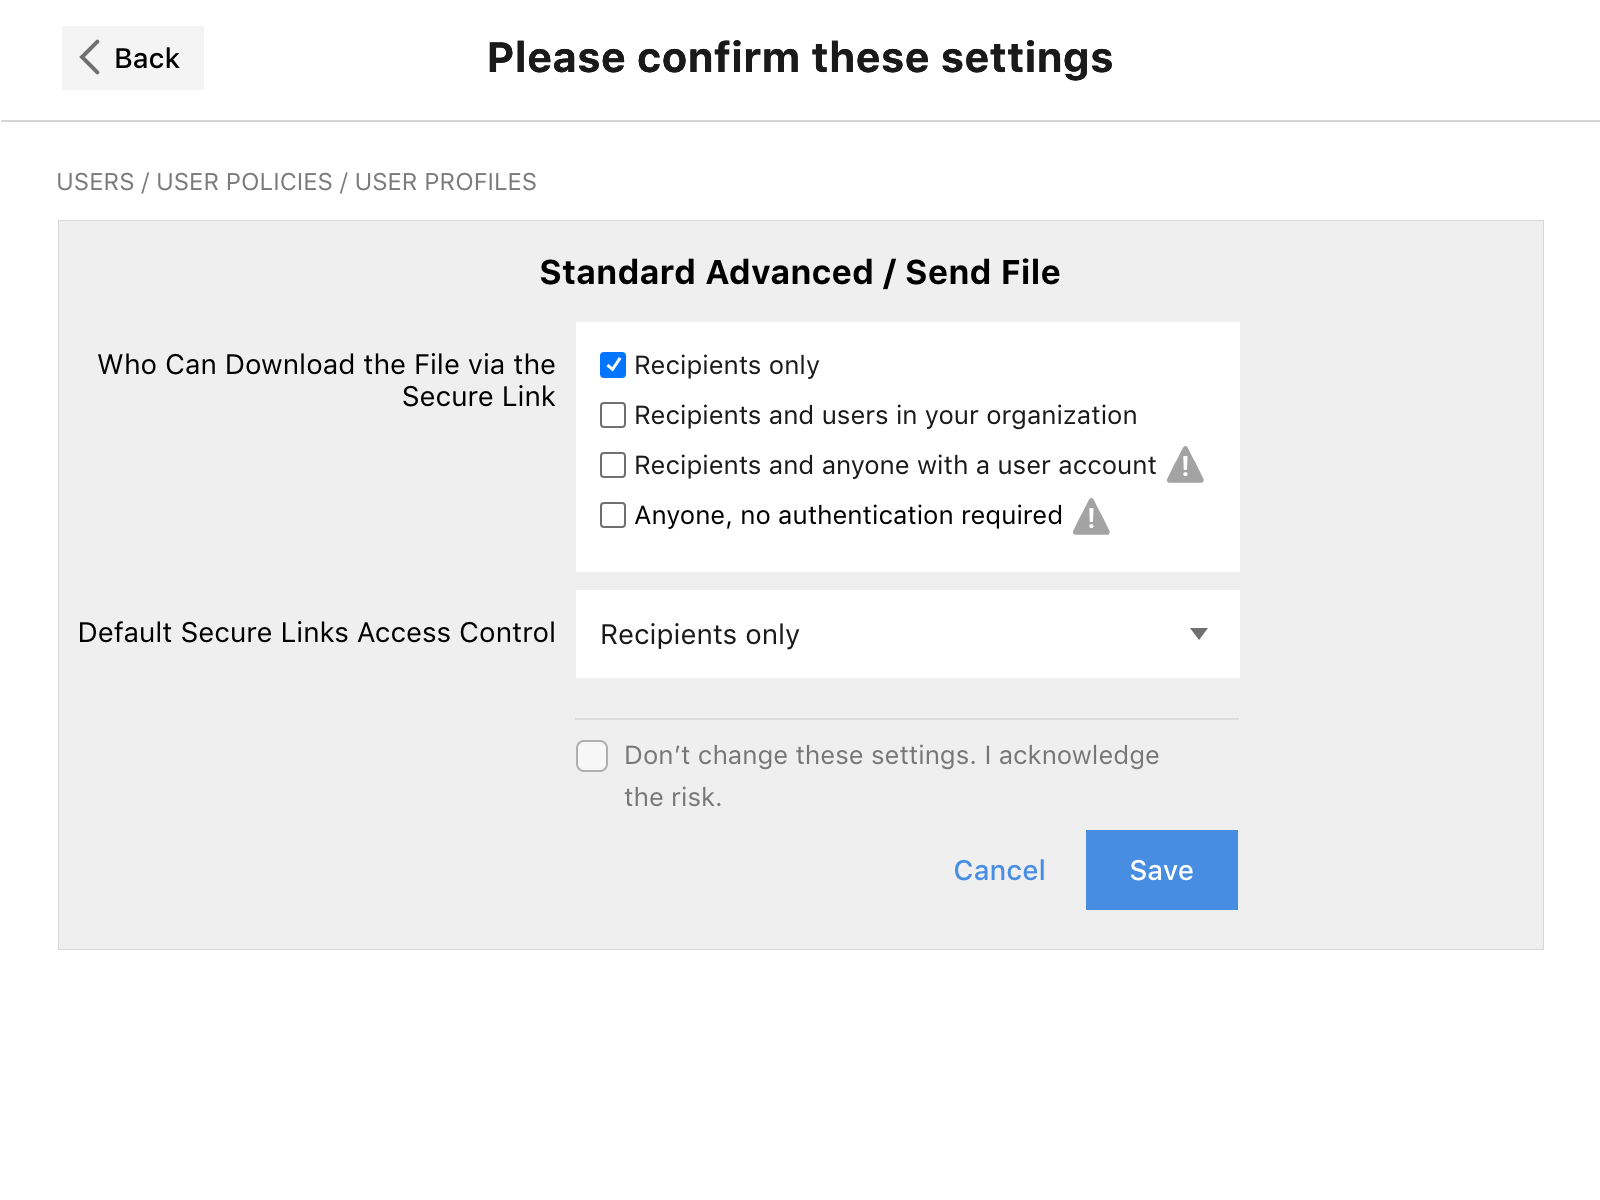 Back
Please confirm these settings
USERS / USER POLICIES / USER PROFILES
Standard Advanced / Send File
Who Can Download the File via the
Secure Link
Recipients only
Recipients and users in your organization
Recipients and anyone with a user account
Anyone, no authentication required
Default Secure Links Access Control
Recipients only
Don’t change these settings. I acknowledge
the risk.
Cancel
Save